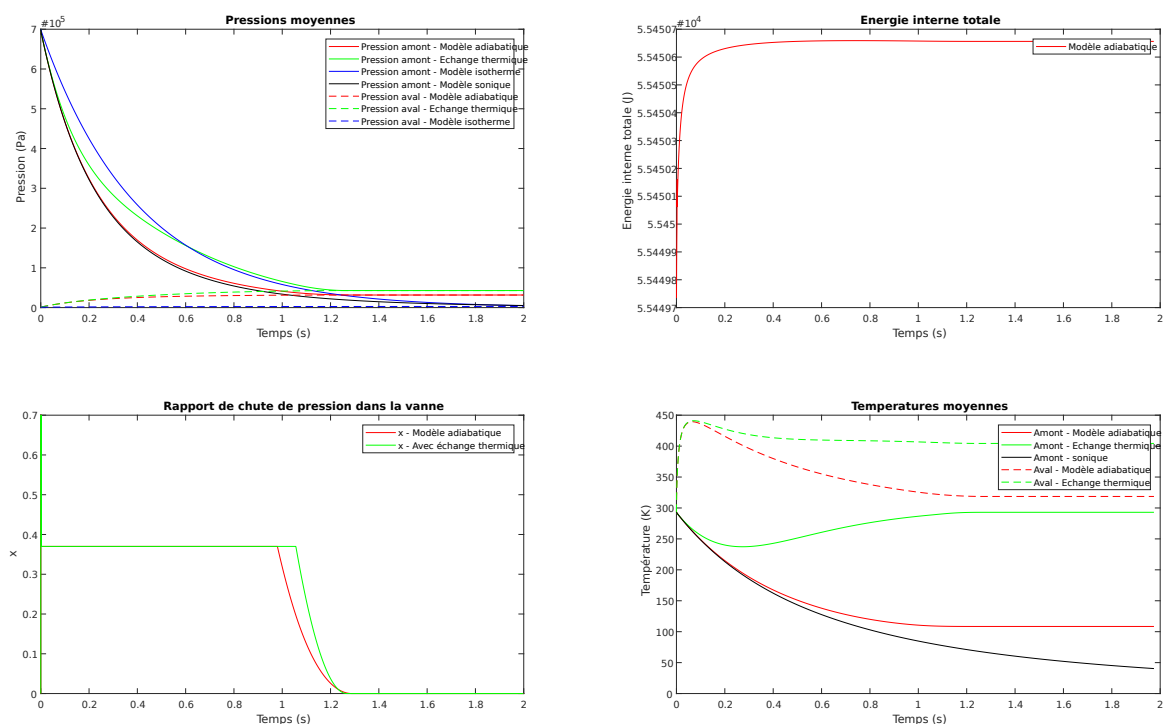 Pressions moyennes
#10⁵
7
6
5
4
3
2
1
0
Pression (Pa)
0 0.2 0.4 0.6 0.8 1 1.2 1.4 1.6 1.8 2
Temps (s)
Pression amont - Modèle adiabatique
Pression amont - Echange thermique
Pression amont - Modèle isotherme
Pression amont - Modèle sonique
Pression aval - Modèle adiabatique
Pression aval - Echange thermique
Pression aval - Modèle isotherme
Energie interne totale
#10⁴
5.54507
5.54506
5.54505
5.54504
5.54503
5.54502
5.54501
5.545
5.54499
5.54498
5.54497
Energie interne totale (J)
0 0.2 0.4 0.6 0.8 1 1.2 1.4 1.6 1.8 2
Temps (s)
Modèle adiabatique
Rapport de chute de pression dans la vanne
0.7
0.6
0.5
0.4
0.3
0.2
0.1
0
x
0 0.2 0.4 0.6 0.8 1 1.2 1.4 1.6 1.8 2
Temps (s)
x - Modèle adiabatique
x - Avec échange thermique
Temperatures moyennes
450
400
350
300
250
200
150
100
50
0
Température (K)
0 0.2 0.4 0.6 0.8 1 1.2 1.4 1.6 1.8 2
Temps (s)
Amont - Modèle adiabatique
Amont - Echange thermique
Amont - sonique
Aval - Modèle adiabatique
Aval - Echange thermique